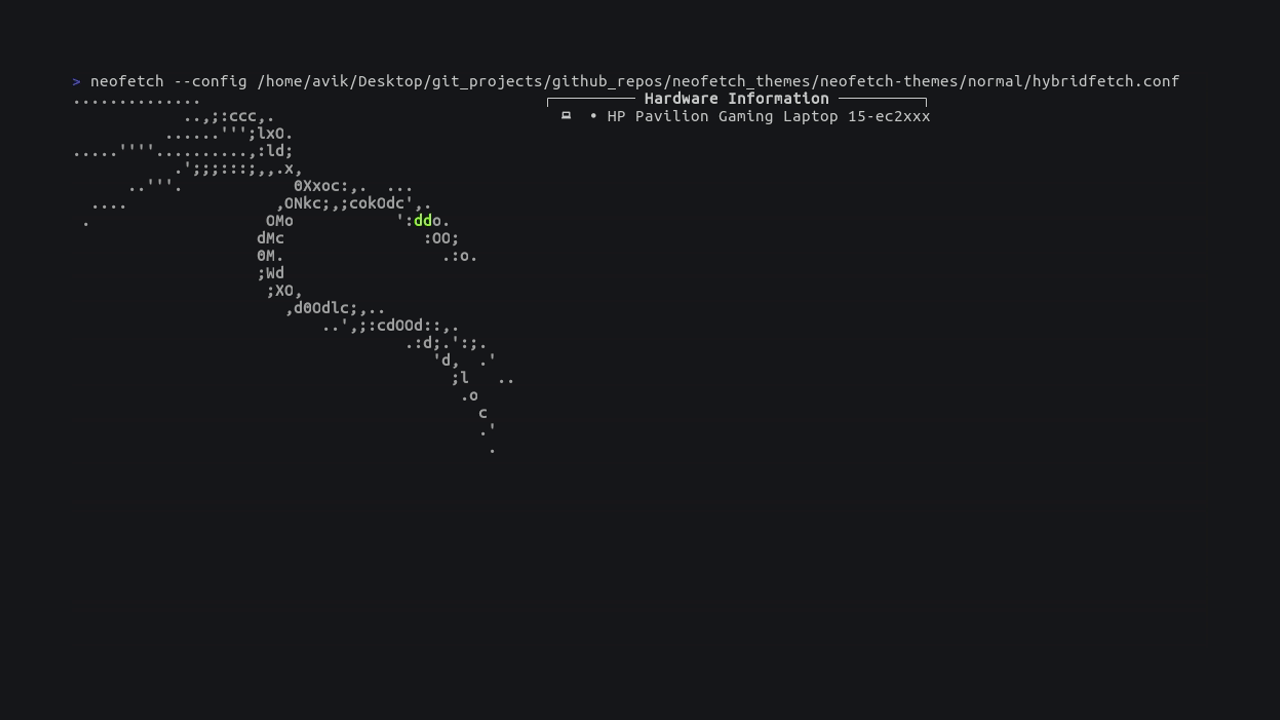 > neofetch --config /home/avik/Desktop/git_projects/github_repos/neofetch_themes/neofetch-themes/normal/hybridfetch.conf
..............                                     ┌───────── Hardware Information ─────────┐
            ..,;:ccc,.                               • HP Pavilion Gaming Laptop 15-ec2xxx
          ......''';lxO.
.....''''..........,:ld;
           .';;;:::;,,.x,
      ..'''.            0Xxoc:,.  ...
  ....                ,ONkc;,;cokOdc',.
 .                   OMo           ':ddo.
                    dMc               :OO;
                    0M.                 .:o.
                    ;Wd
                     ;XO,
                       ,d0Odlc;,..
                           ..',;:cdOOd::,.
                                    .:d;.':;.
                                       'd,  .'
                                         ;l   ..
                                          .o
                                            c
                                            .'
                                             .